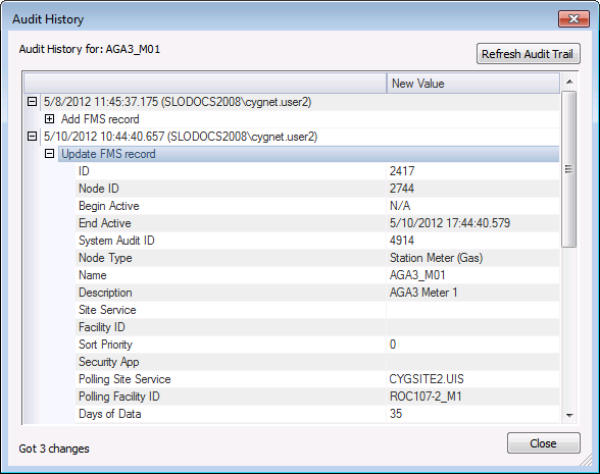 Audit History
Audit History for: AGA3_M01
Refresh Audit Trail
New Value
5/8/2012 11:45:37.175 (SLODOCS2008\cygnet.user2)
Add FMS record
5/10/2012 10:44:40.657 (SLODOCS2008\cygnet.user2)
Update FMS record
ID 2417
Node ID 2744
Begin Active N/A
End Active 5/10/2012 17:44:40.579
System Audit ID 4914
Node Type Station Meter (Gas)
Name AGA3_M01
Description AGA3 Meter 1
Site Service
Facility ID
Sort Priority 0
Security App
Polling Site Service CYGSITE2.UIS
Polling Facility ID ROC107-2_M1
Days of Data 35
Got 3 changes
Close